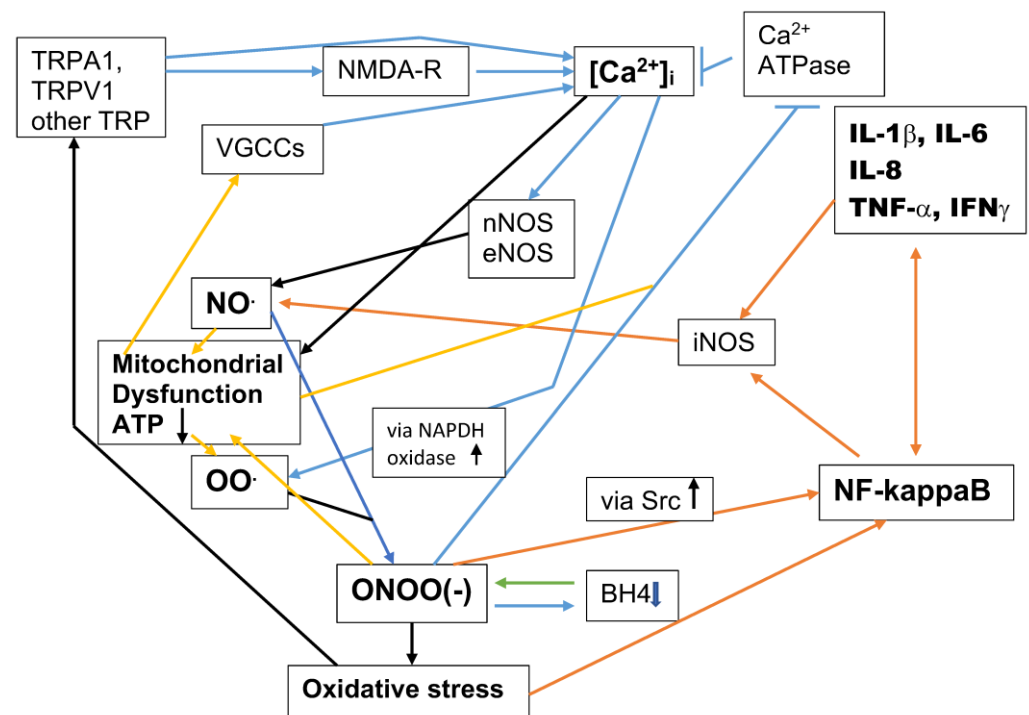 TRPA1,
TRPV1
other TRP
NMDA-R
[Ca²⁺]ᵢ
Ca²⁺
ATPase
VGCCs
IL-1β, IL-6
IL-8
TNF-α, IFNγ
nNOS
eNOS
NO·
iNOS
Mitochondrial
Dysfunction
ATP
via NAPDH
oxidase
OO·
via Src
NF-kappaB
ONOO(-)
BH4
Oxidative stress